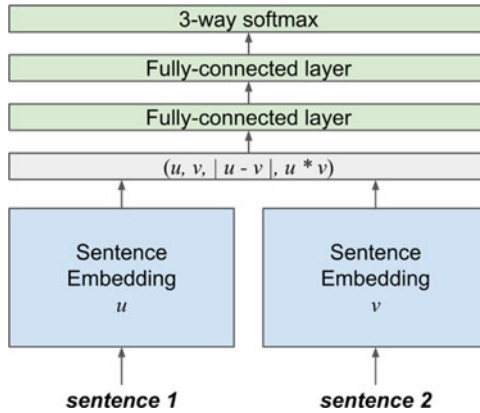 3-way softmax
Fully-connected layer
Fully-connected layer
(u, v, | u - v |, u * v)
Sentence
Embedding
u
Sentence
Embedding
v
sentence 1
sentence 2